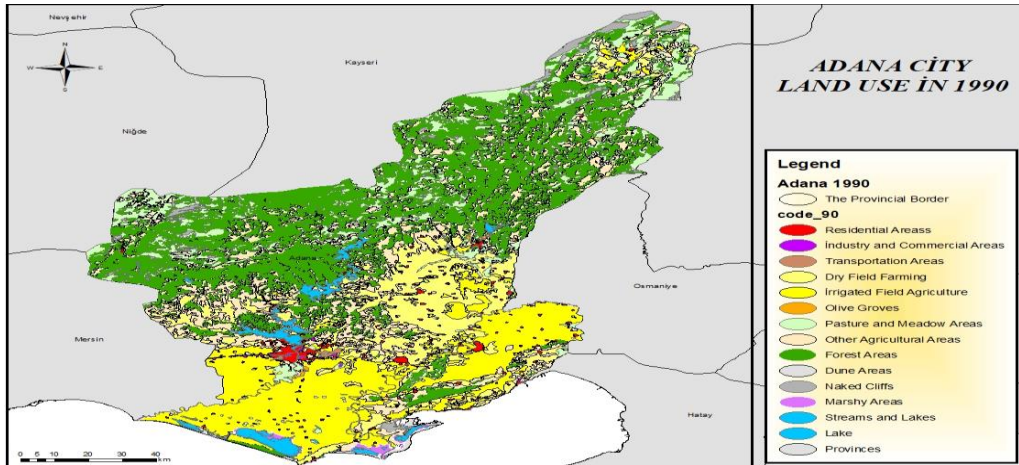 Nevşehir
Kayseri
Niğde
Adana
Mersin
Osmaniye
Hatay
N
W E
S
0 5 10 20 30 40
km
ADANA CİTY
LAND USE İN 1990
Legend
Adana 1990
The Provincial Border
code_90
Residential Areass
İndustry and Commercial Areas
Transportation Areas
Dry Field Farming
İrrigated Field Agriculture
Olive Groves
Pasture and Meadow Areas
Other Agricultural Areas
Forest Areas
Dune Areas
Naked Cliffs
Marshy Areas
Streams and Lakes
Lake
Provinces